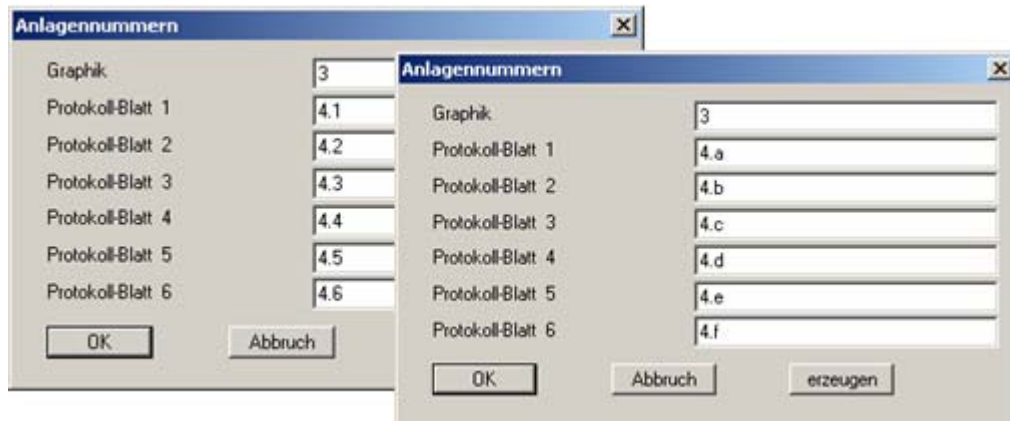 Anlagennummern
Graphik 3
Protokoll-Blatt 1 4.1
Protokoll-Blatt 2 4.2
Protokoll-Blatt 3 4.3
Protokoll-Blatt 4 4.4
Protokoll-Blatt 5 4.5
Protokoll-Blatt 6 4.6
OK Abbruch
Anlagennummern
Graphik 3
Protokoll-Blatt 1 4.a
Protokoll-Blatt 2 4.b
Protokoll-Blatt 3 4.c
Protokoll-Blatt 4 4.d
Protokoll-Blatt 5 4.e
Protokoll-Blatt 6 4.f
OK Abbruch erzeugen